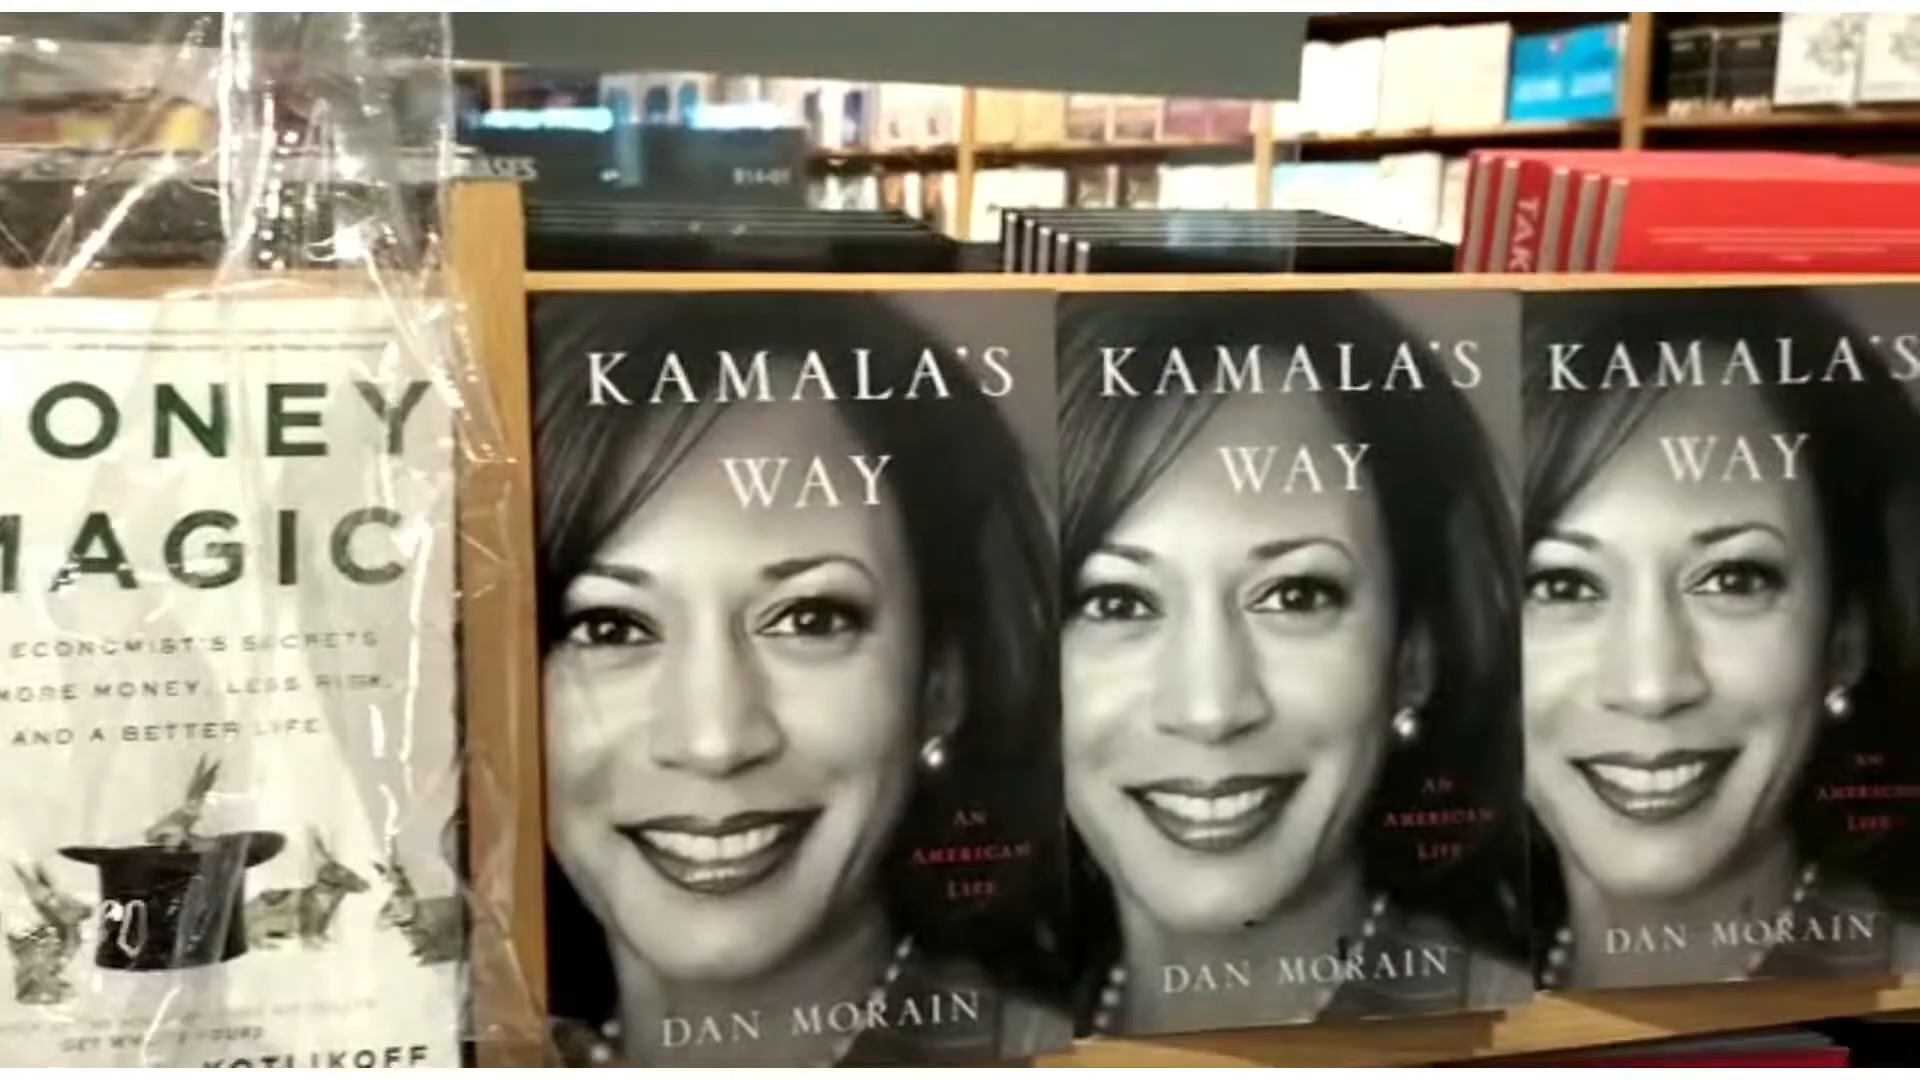 ONEY
MAGIC
ECONOMIST'S SECRETS
MORE MONEY, LESS RISK,
AND A BETTER LIFE
KOTLIKOFF
KAMALA'S
WAY
AN
AMERICAN
LIFE
DAN MORAIN
KAMALA'S
WAY
AN
AMERICAN
LIFE
DAN MORAIN
KAMALA'S
WAY
AN
AMERICAN
LIFE
DAN MORAIN
TAK